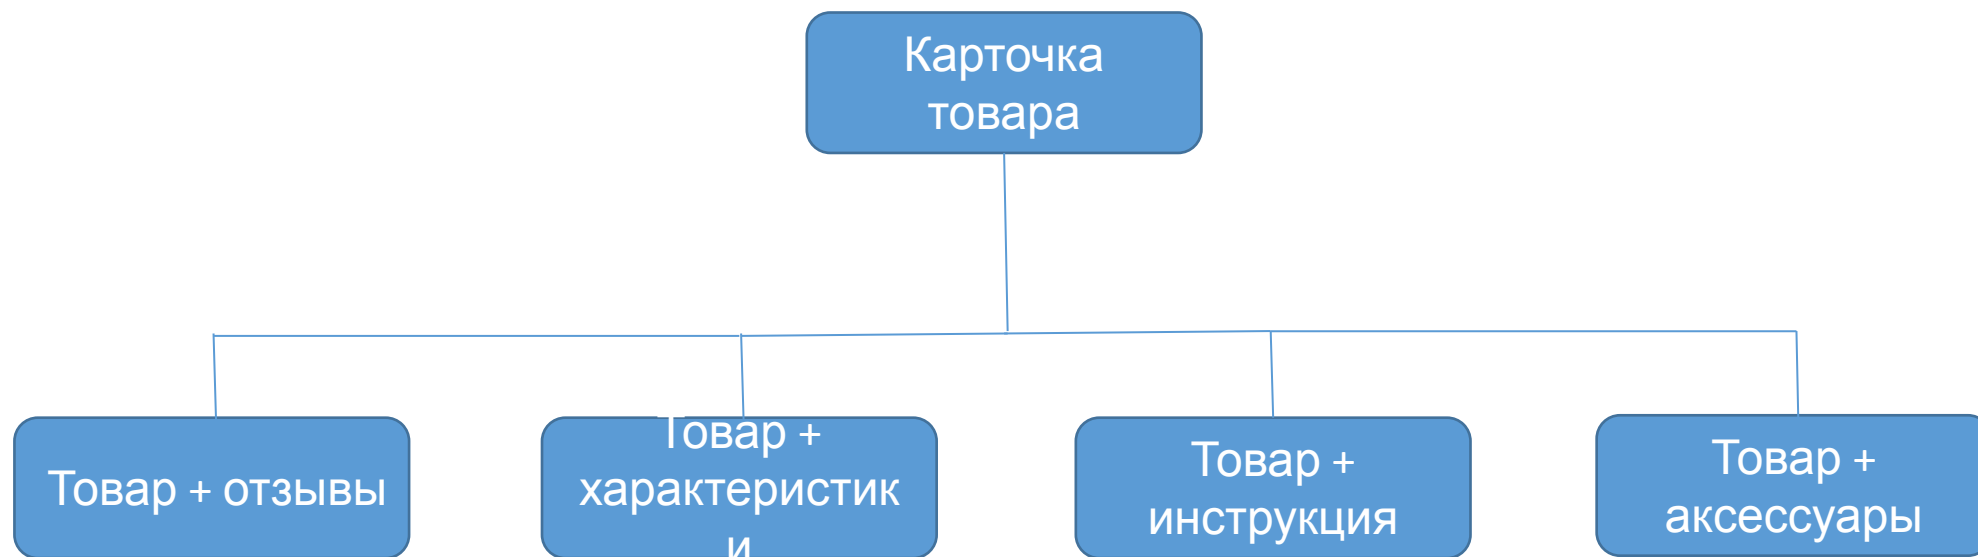 Карточка
товара
Товар + отзывы
Товар +
характеристик
и
Товар +
инструкция
Товар +
аксессуары